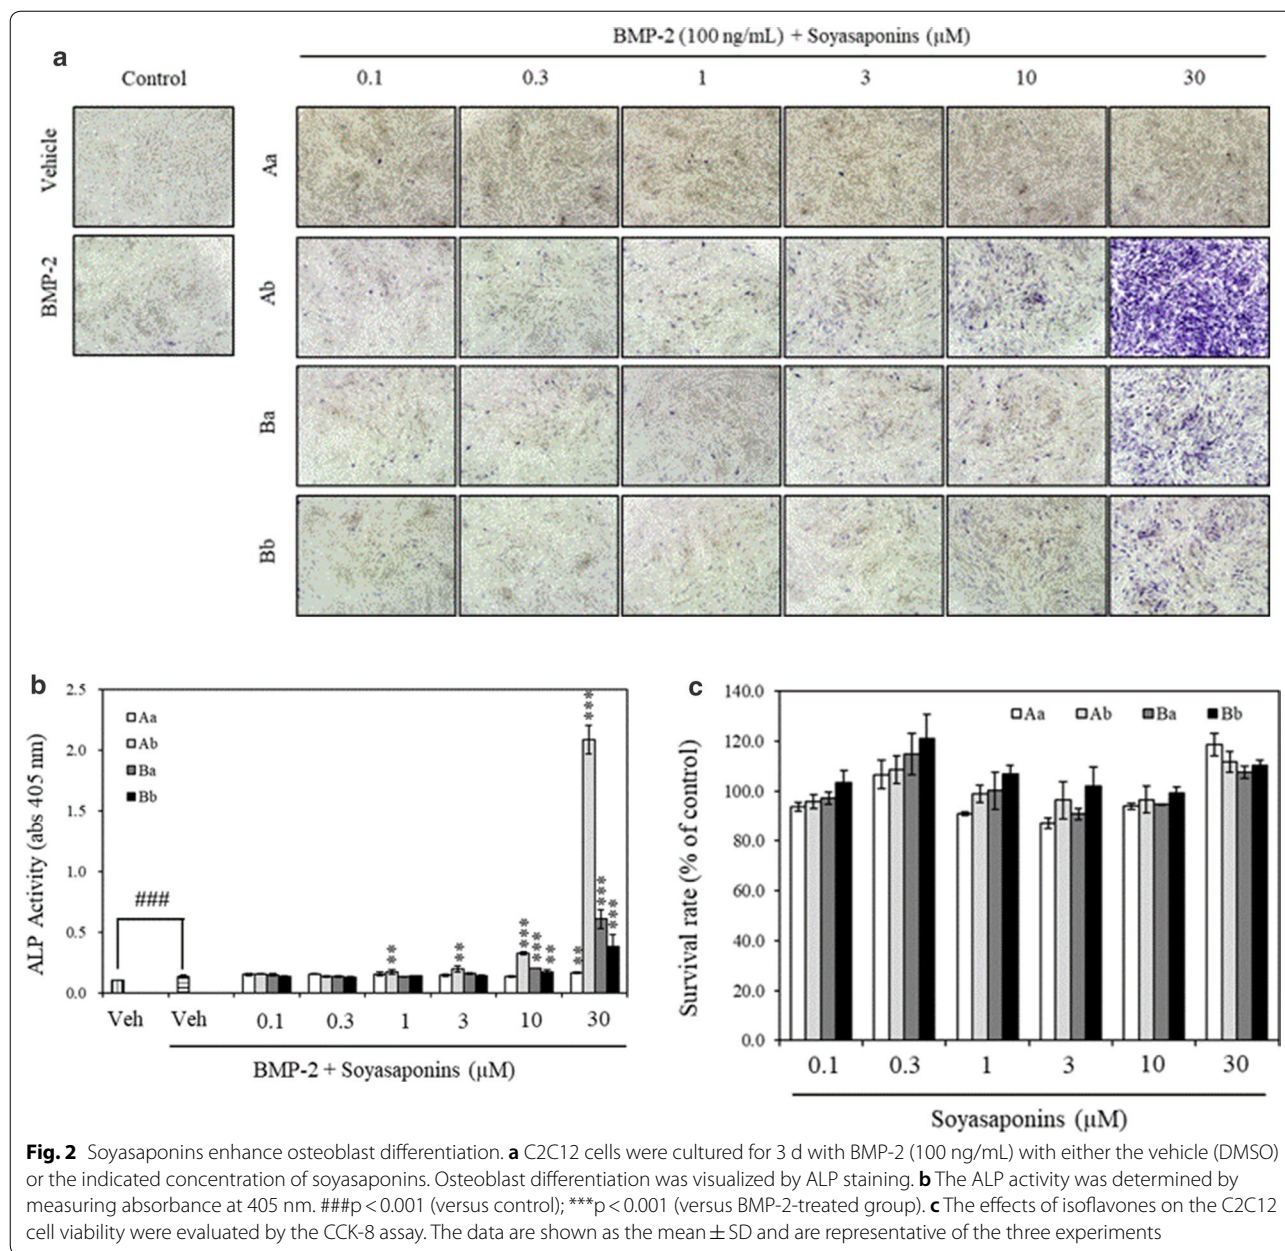 a
BMP-2 (100 ng/mL) + Soyasaponins (μM)
Control
0.1 0.3 1 3 10 30
Vehicle
Aa
BMP-2
Ab
Ba
Bb
b
ALP Activity (abs 405 nm)
2.5
2.0
1.5
1.0
0.5
0.0
Aa
Ab
Ba
Bb
###
**
**
***
***
**
**
***
***
***
Veh Veh 0.1 0.3 1 3 10 30
BMP-2 + Soyasaponins (μM)
c
Survival rate (% of control)
140.0
120.0
100.0
80.0
60.0
40.0
20.0
0.0
Aa Ab Ba Bb
0.1 0.3 1 3 10 30
Soyasaponins (μM)
Fig. 2 Soyasaponins enhance osteoblast differentiation. a C2C12 cells were cultured for 3 d with BMP-2 (100 ng/mL) with either the vehicle (DMSO)
or the indicated concentration of soyasaponins. Osteoblast differentiation was visualized by ALP staining. b The ALP activity was determined by
measuring absorbance at 405 nm. ###p < 0.001 (versus control); ***p < 0.001 (versus BMP-2-treated group). c The effects of isoflavones on the C2C12
cell viability were evaluated by the CCK-8 assay. The data are shown as the mean ± SD and are representative of the three experiments